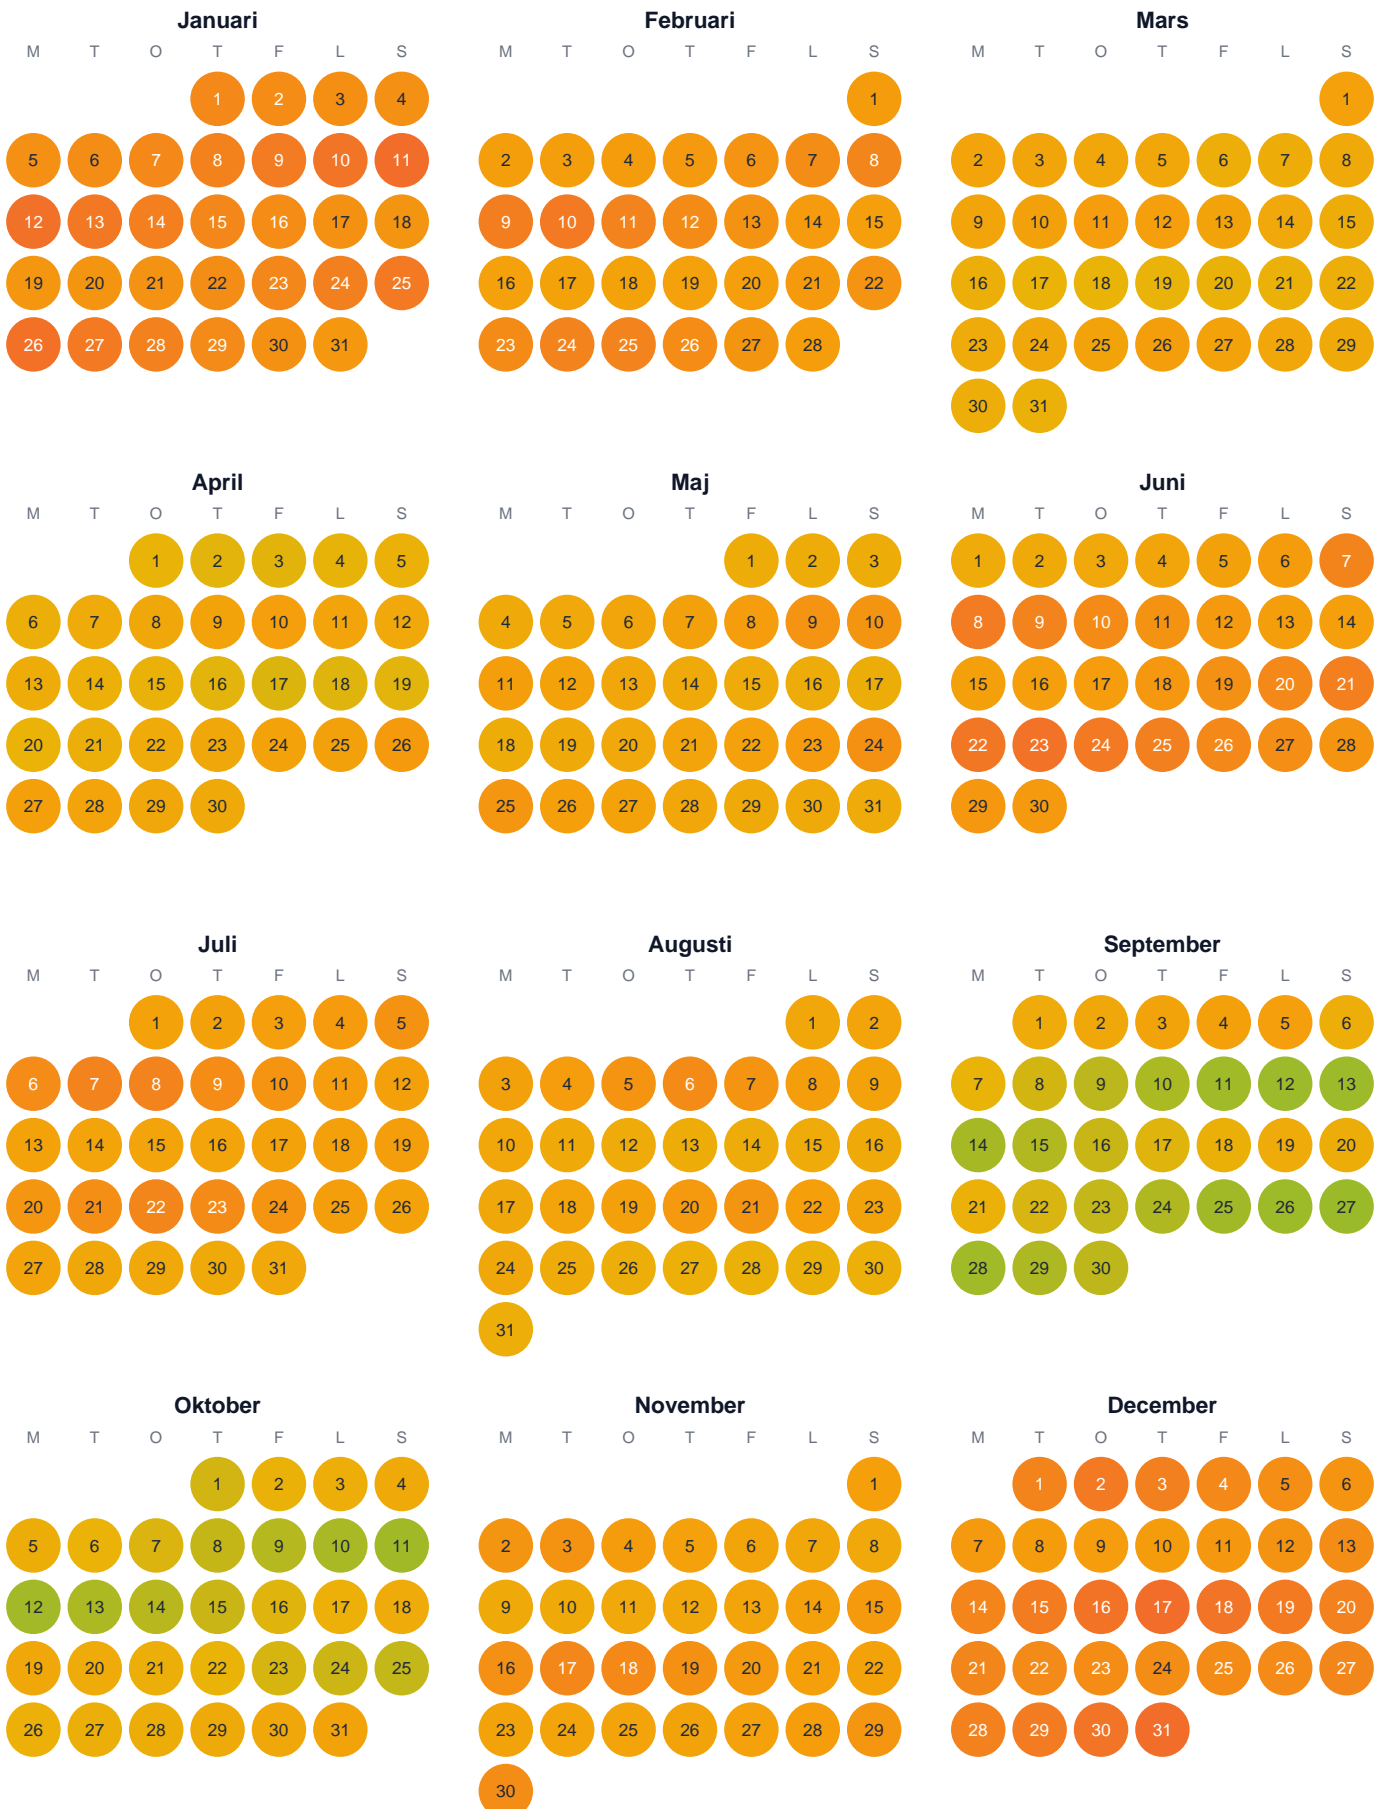 Januari Februari Mars
M T O T F L S M T O T F L S M T O T F L S
1 2 3 4 1 1
5 6 7 8 9 10 11 2 3 4 5 6 7 8 2 3 4 5 6 7 8
12 13 14 15 16 17 18 9 10 11 12 13 14 15 9 10 11 12 13 14 15
19 20 21 22 23 24 25 16 17 18 19 20 21 22 16 17 18 19 20 21 22
26 27 28 29 30 31 23 24 25 26 27 28 23 24 25 26 27 28 29
30 31
April Maj Juni
M T O T F L S M T O T F L S M T O T F L S
1 2 3 4 5 1 2 3 1 2 3 4 5 6 7
6 7 8 9 10 11 12 4 5 6 7 8 9 10 8 9 10 11 12 13 14
13 14 15 16 17 18 19 11 12 13 14 15 16 17 15 16 17 18 19 20 21
20 21 22 23 24 25 26 18 19 20 21 22 23 24 22 23 24 25 26 27 28
27 28 29 30 25 26 27 28 29 30 31 29 30
Juli Augusti September
M T O T F L S M T O T F L S M T O T F L S
1 2 3 4 5 1 2 1 2 3 4 5 6
6 7 8 9 10 11 12 3 4 5 6 7 8 9 7 8 9 10 11 12 13
13 14 15 16 17 18 19 10 11 12 13 14 15 16 14 15 16 17 18 19 20
20 21 22 23 24 25 26 17 18 19 20 21 22 23 21 22 23 24 25 26 27
27 28 29 30 31 24 25 26 27 28 29 30 28 29 30
31
Oktober November December
M T O T F L S M T O T F L S M T O T F L S
1 2 3 4 1 1 2 3 4 5 6
5 6 7 8 9 10 11 2 3 4 5 6 7 8 7 8 9 10 11 12 13
12 13 14 15 16 17 18 9 10 11 12 13 14 15 14 15 16 17 18 19 20
19 20 21 22 23 24 25 16 17 18 19 20 21 22 21 22 23 24 25 26 27
26 27 28 29 30 31 23 24 25 26 27 28 29 28 29 30 31
30